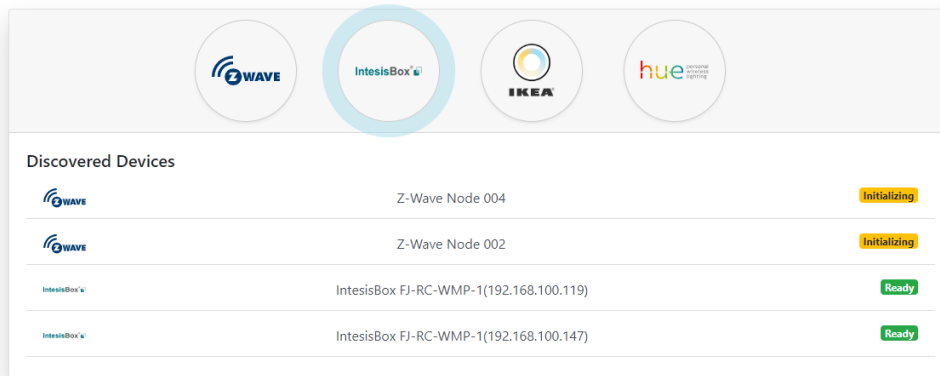 Z WAVE
IntesisBox®
IKEA
hue personal wireless lighting
Discovered Devices
Z WAVE Z-Wave Node 004 Initializing
Z WAVE Z-Wave Node 002 Initializing
IntesisBox® IntesisBox FJ-RC-WMP-1(192.168.100.119) Ready
IntesisBox® IntesisBox FJ-RC-WMP-1(192.168.100.147) Ready